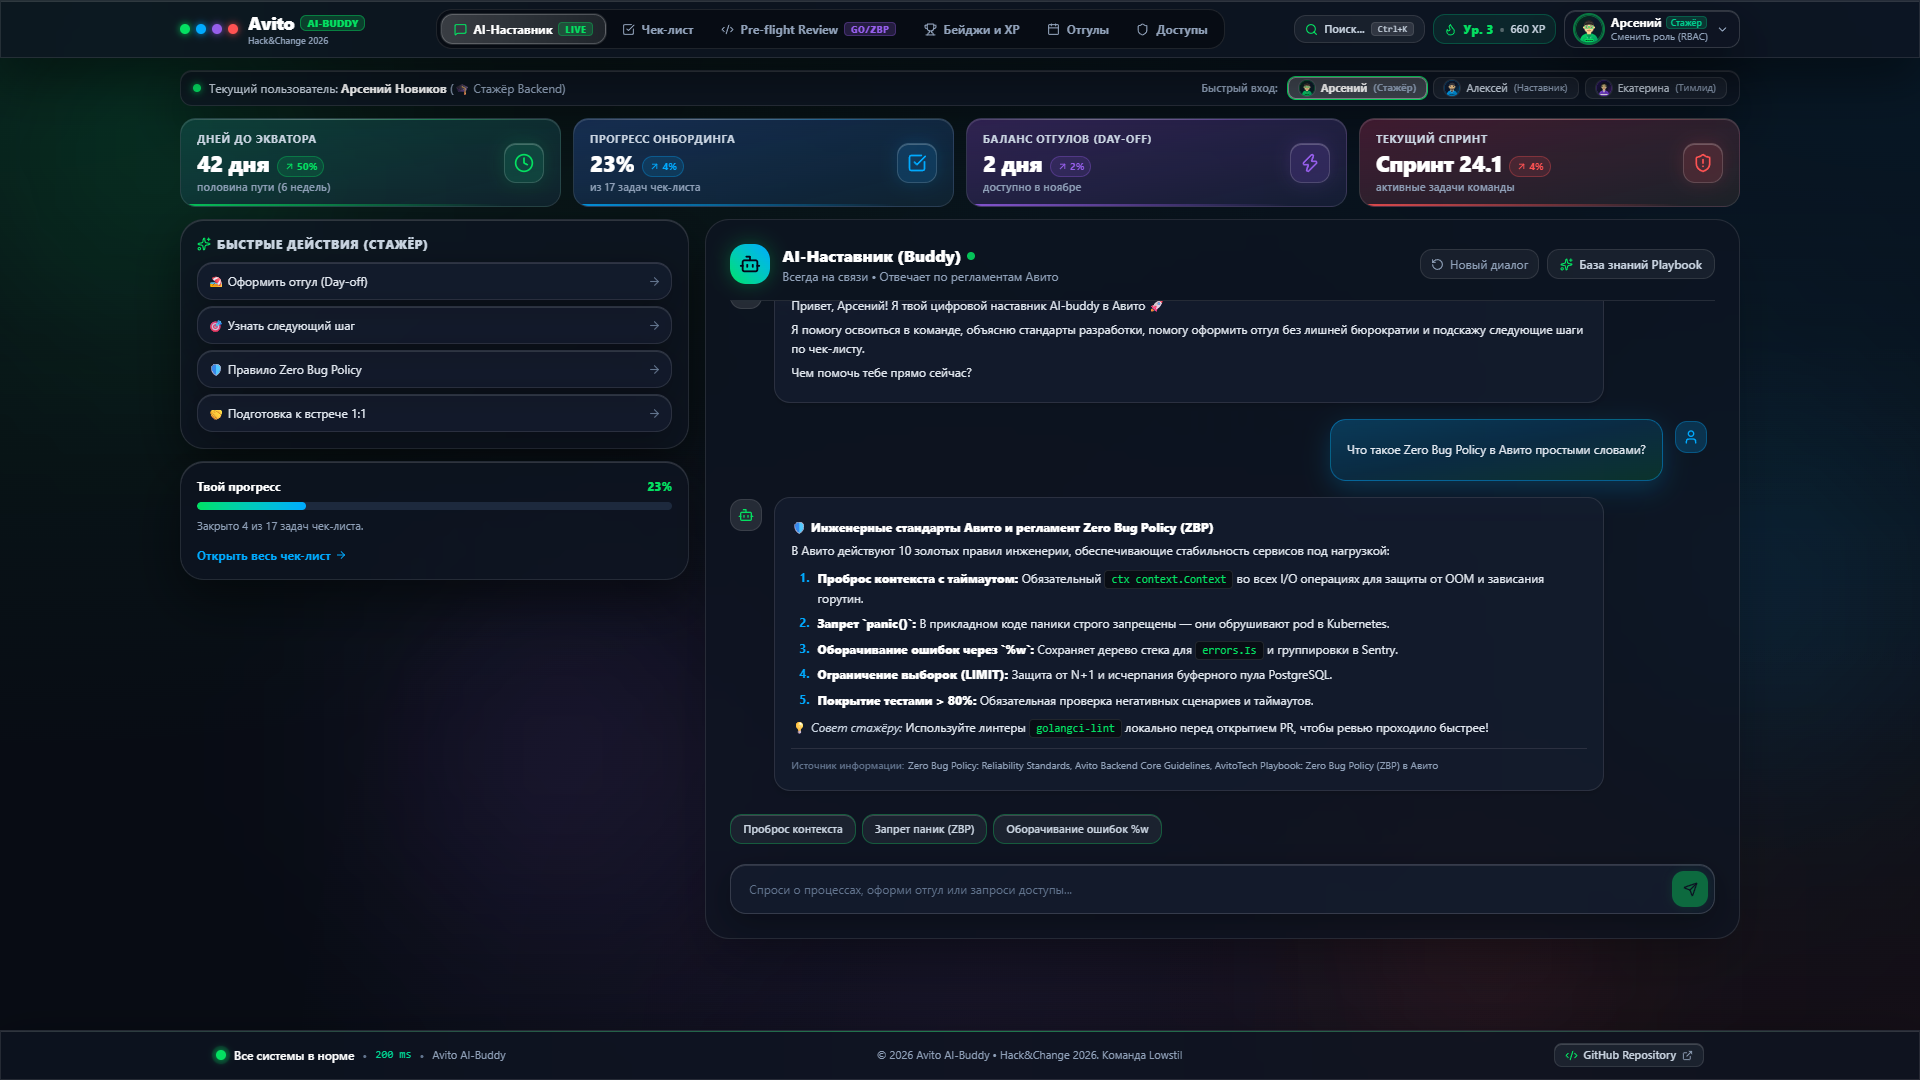 Avito AI-BUDDY
Hack&Change 2026
AI-Наставник LIVE
Чек-лист
Pre-flight Review GO/ZBP
Бейджи и XP
Отгулы
Доступы
Поиск... Ctrl+K
Ур. 3 • 660 XP
Арсений Стажёр
Сменить роль (RBAC)
Текущий пользователь: Арсений Новиков ( Стажёр Backend)
Быстрый вход:
Арсений (Стажёр)
Алексей (Наставник)
Екатерина (Тимлид)
ДНЕЙ ДО ЭКВАТОРА
42 дня ↗ 50%
половина пути (6 недель)
ПРОГРЕСС ОНБОРДИНГА
23% ↗ 4%
из 17 задач чек-листа
БАЛАНС ОТГУЛОВ (DAY-OFF)
2 дня ↗ 2%
доступно в ноябре
ТЕКУЩИЙ СПРИНТ
Спринт 24.1 ↗ 4%
активные задачи команды
БЫСТРЫЕ ДЕЙСТВИЯ (СТАЖЁР)
Оформить отгул (Day-off) →
Узнать следующий шаг →
Правило Zero Bug Policy →
Подготовка к встрече 1:1 →
Твой прогресс 23%
Закрыто 4 из 17 задач чек-листа.
Открыть весь чек-лист →
AI-Наставник (Buddy)
Всегда на связи • Отвечает по регламентам Авито
Новый диалог
База знаний Playbook
Привет, Арсений! Я твой цифровой наставник AI-buddy в Авито 🚀
Я помогу освоиться в команде, объясню стандарты разработки, помогу оформить отгул без лишней бюрократии и подскажу следующие шаги
по чек-листу.
Чем помочь тебе прямо сейчас?
Что такое Zero Bug Policy в Авито простыми словами?
Инженерные стандарты Авито и регламент Zero Bug Policy (ZBP)
В Авито действуют 10 золотых правил инженерии, обеспечивающие стабильность сервисов под нагрузкой:
1. Проброс контекста с таймаутом: Обязательный ctx context.Context во всех I/O операциях для защиты от OOM и зависания
горутин.
2. Запрет `panic()`: В прикладном коде паники строго запрещены — они обрушивают pod в Kubernetes.
3. Оборачивание ошибок через `%w`: Сохраняет дерево стека для errors.Is и группировки в Sentry.
4. Ограничение выборок (LIMIT): Защита от N+1 и исчерпания буферного пула PostgreSQL.
5. Покрытие тестами > 80%: Обязательная проверка негативных сценариев и таймаутов.
💡 Совет стажёру: Используйте линтеры golangci-lint локально перед открытием PR, чтобы ревью проходило быстрее!
Источник информации: Zero Bug Policy: Reliability Standards, Avito Backend Core Guidelines, AvitoTech Playbook: Zero Bug Policy (ZBP) в Авито
Проброс контекста
Запрет паник (ZBP)
Оборачивание ошибок %w
Спроси о процессах, оформи отгул или запроси доступы...
Все системы в норме • 200 ms • Avito AI-Buddy
© 2026 Avito AI-Buddy • Hack&Change 2026. Команда Lowstil
GitHub Repository